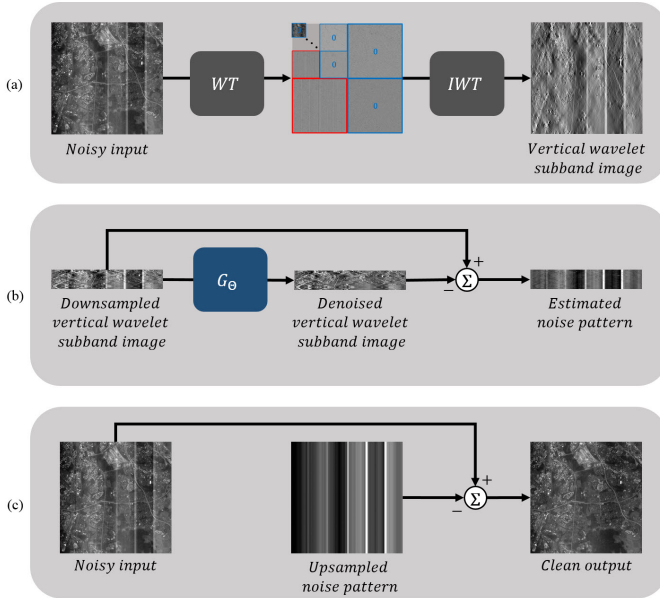 (a)
WT
0
0
0
0
IWT
Noisy input
Vertical wavelet
subband image
(b)
G_Θ
+
−
Σ
Downsampled
vertical wavelet
subband image
Denoised
vertical wavelet
subband image
Estimated
noise pattern
(c)
+
−
Σ
Noisy input
Upsampled
noise pattern
Clean output